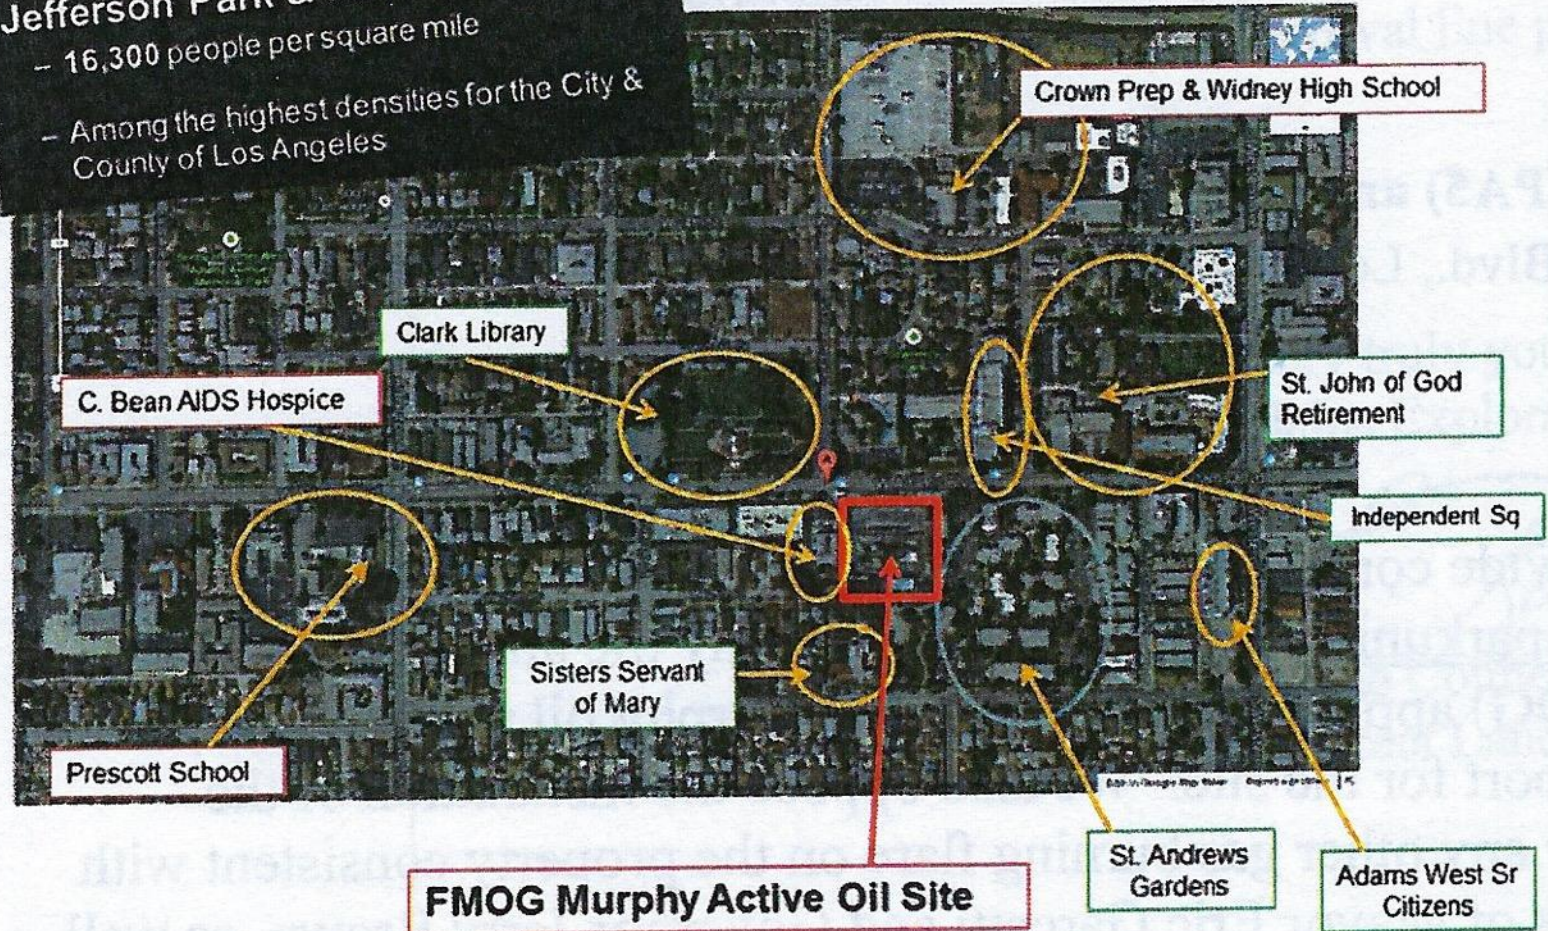 Jefferson Park &
– 16,300 people per square mile
– Among the highest densities for the City &
County of Los Angeles
Crown Prep & Widney High School
Clark Library
C. Bean AIDS Hospice
St. John of God
Retirement
Independent Sq
Sisters Servant
of Mary
Prescott School
St. Andrews
Gardens
Adams West Sr
Citizens
FMOG Murphy Active Oil Site